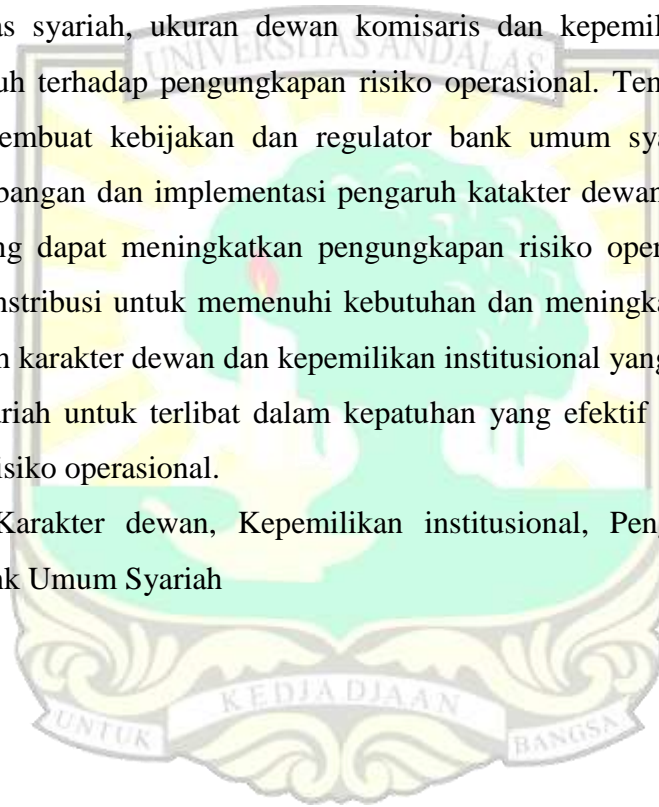 as syariah, ukuran dewan komisaris dan kepemil
UNIVERSITAS ANDALAS
uh terhadap pengungkapan risiko operasional. Ten
embuat kebijakan dan regulator bank umum sya
bangan dan implementasi pengaruh katakter dewan
ng dapat meningkatkan pengungkapan risiko oper
nstribusi untuk memenuhi kebutuhan dan meningka
n karakter dewan dan kepemilikan institusional yang
ariah untuk terlibat dalam kepatuhan yang efektif
isiko operasional.
Karakter dewan, Kepemilikan institusional, Pen
nk Umum Syariah
UNTUK KEDJADJAAN BANGSA